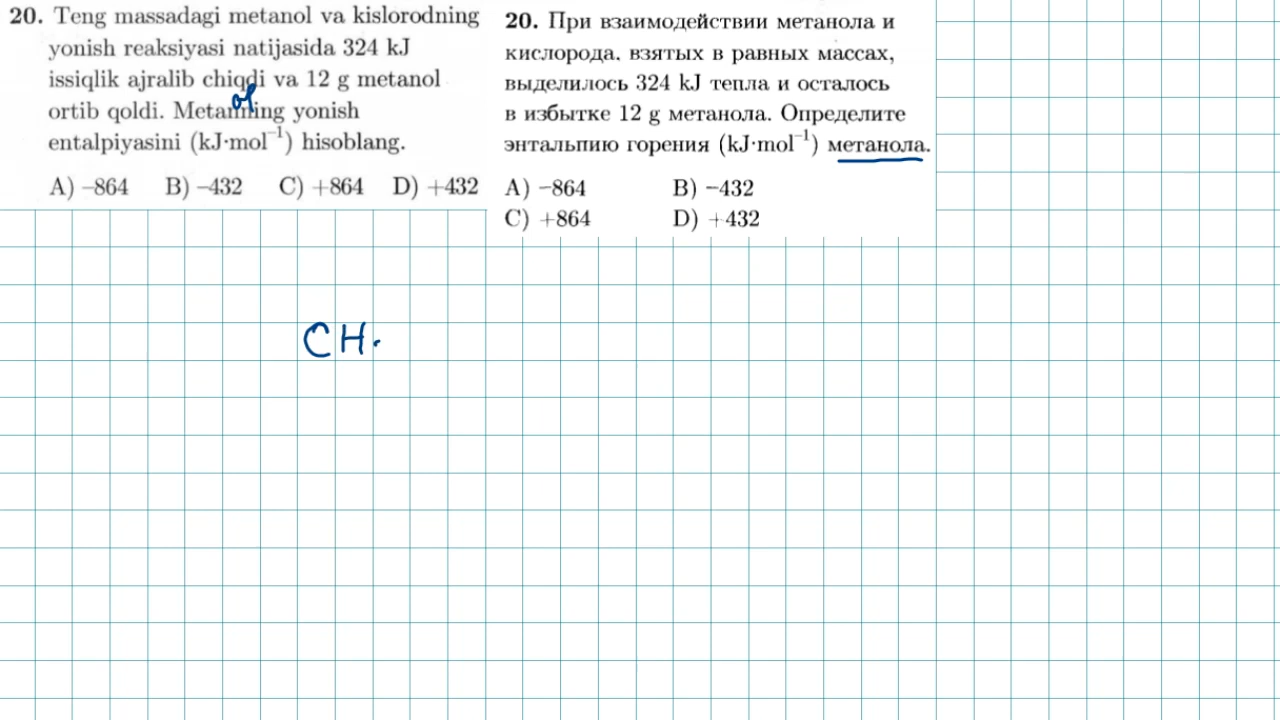 20. Teng massadagi metanol va kislorodning
yonish reaksiyasi natijasida 324 kJ
issiqlik ajralib chiqdi va 12 g metanol
ortib qoldi. Metanning yonish
ol
entalpiyasini (kJ·mol⁻¹) hisoblang.
A) –864 B) –432 C) +864 D) +432
20. При взаимодействии метанола и
кислорода, взятых в равных массах,
выделилось 324 kJ тепла и осталось
в избытке 12 g метанола. Определите
энтальпию горения (kJ·mol⁻¹) метанола.
A) −864 B) −432
C) +864 D) +432
CH